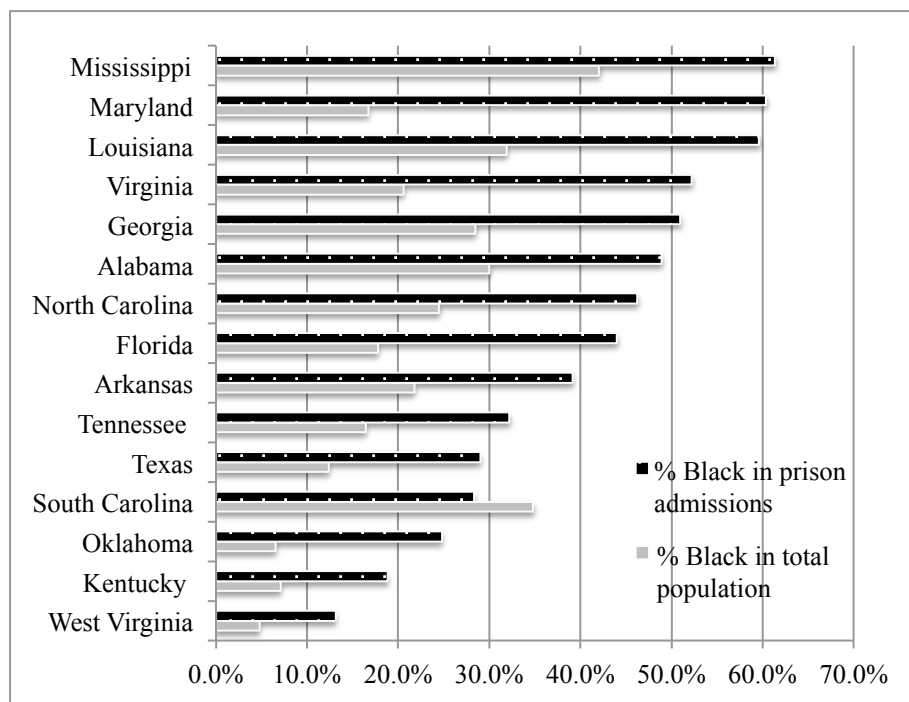 Mississippi
Maryland
Louisiana
Virginia
Georgia
Alabama
North Carolina
Florida
Arkansas
Tennessee
Texas
South Carolina
Oklahoma
Kentucky
West Virginia
% Black in prison
admissions
% Black in total
population
0.0% 10.0% 20.0% 30.0% 40.0% 50.0% 60.0% 70.0%